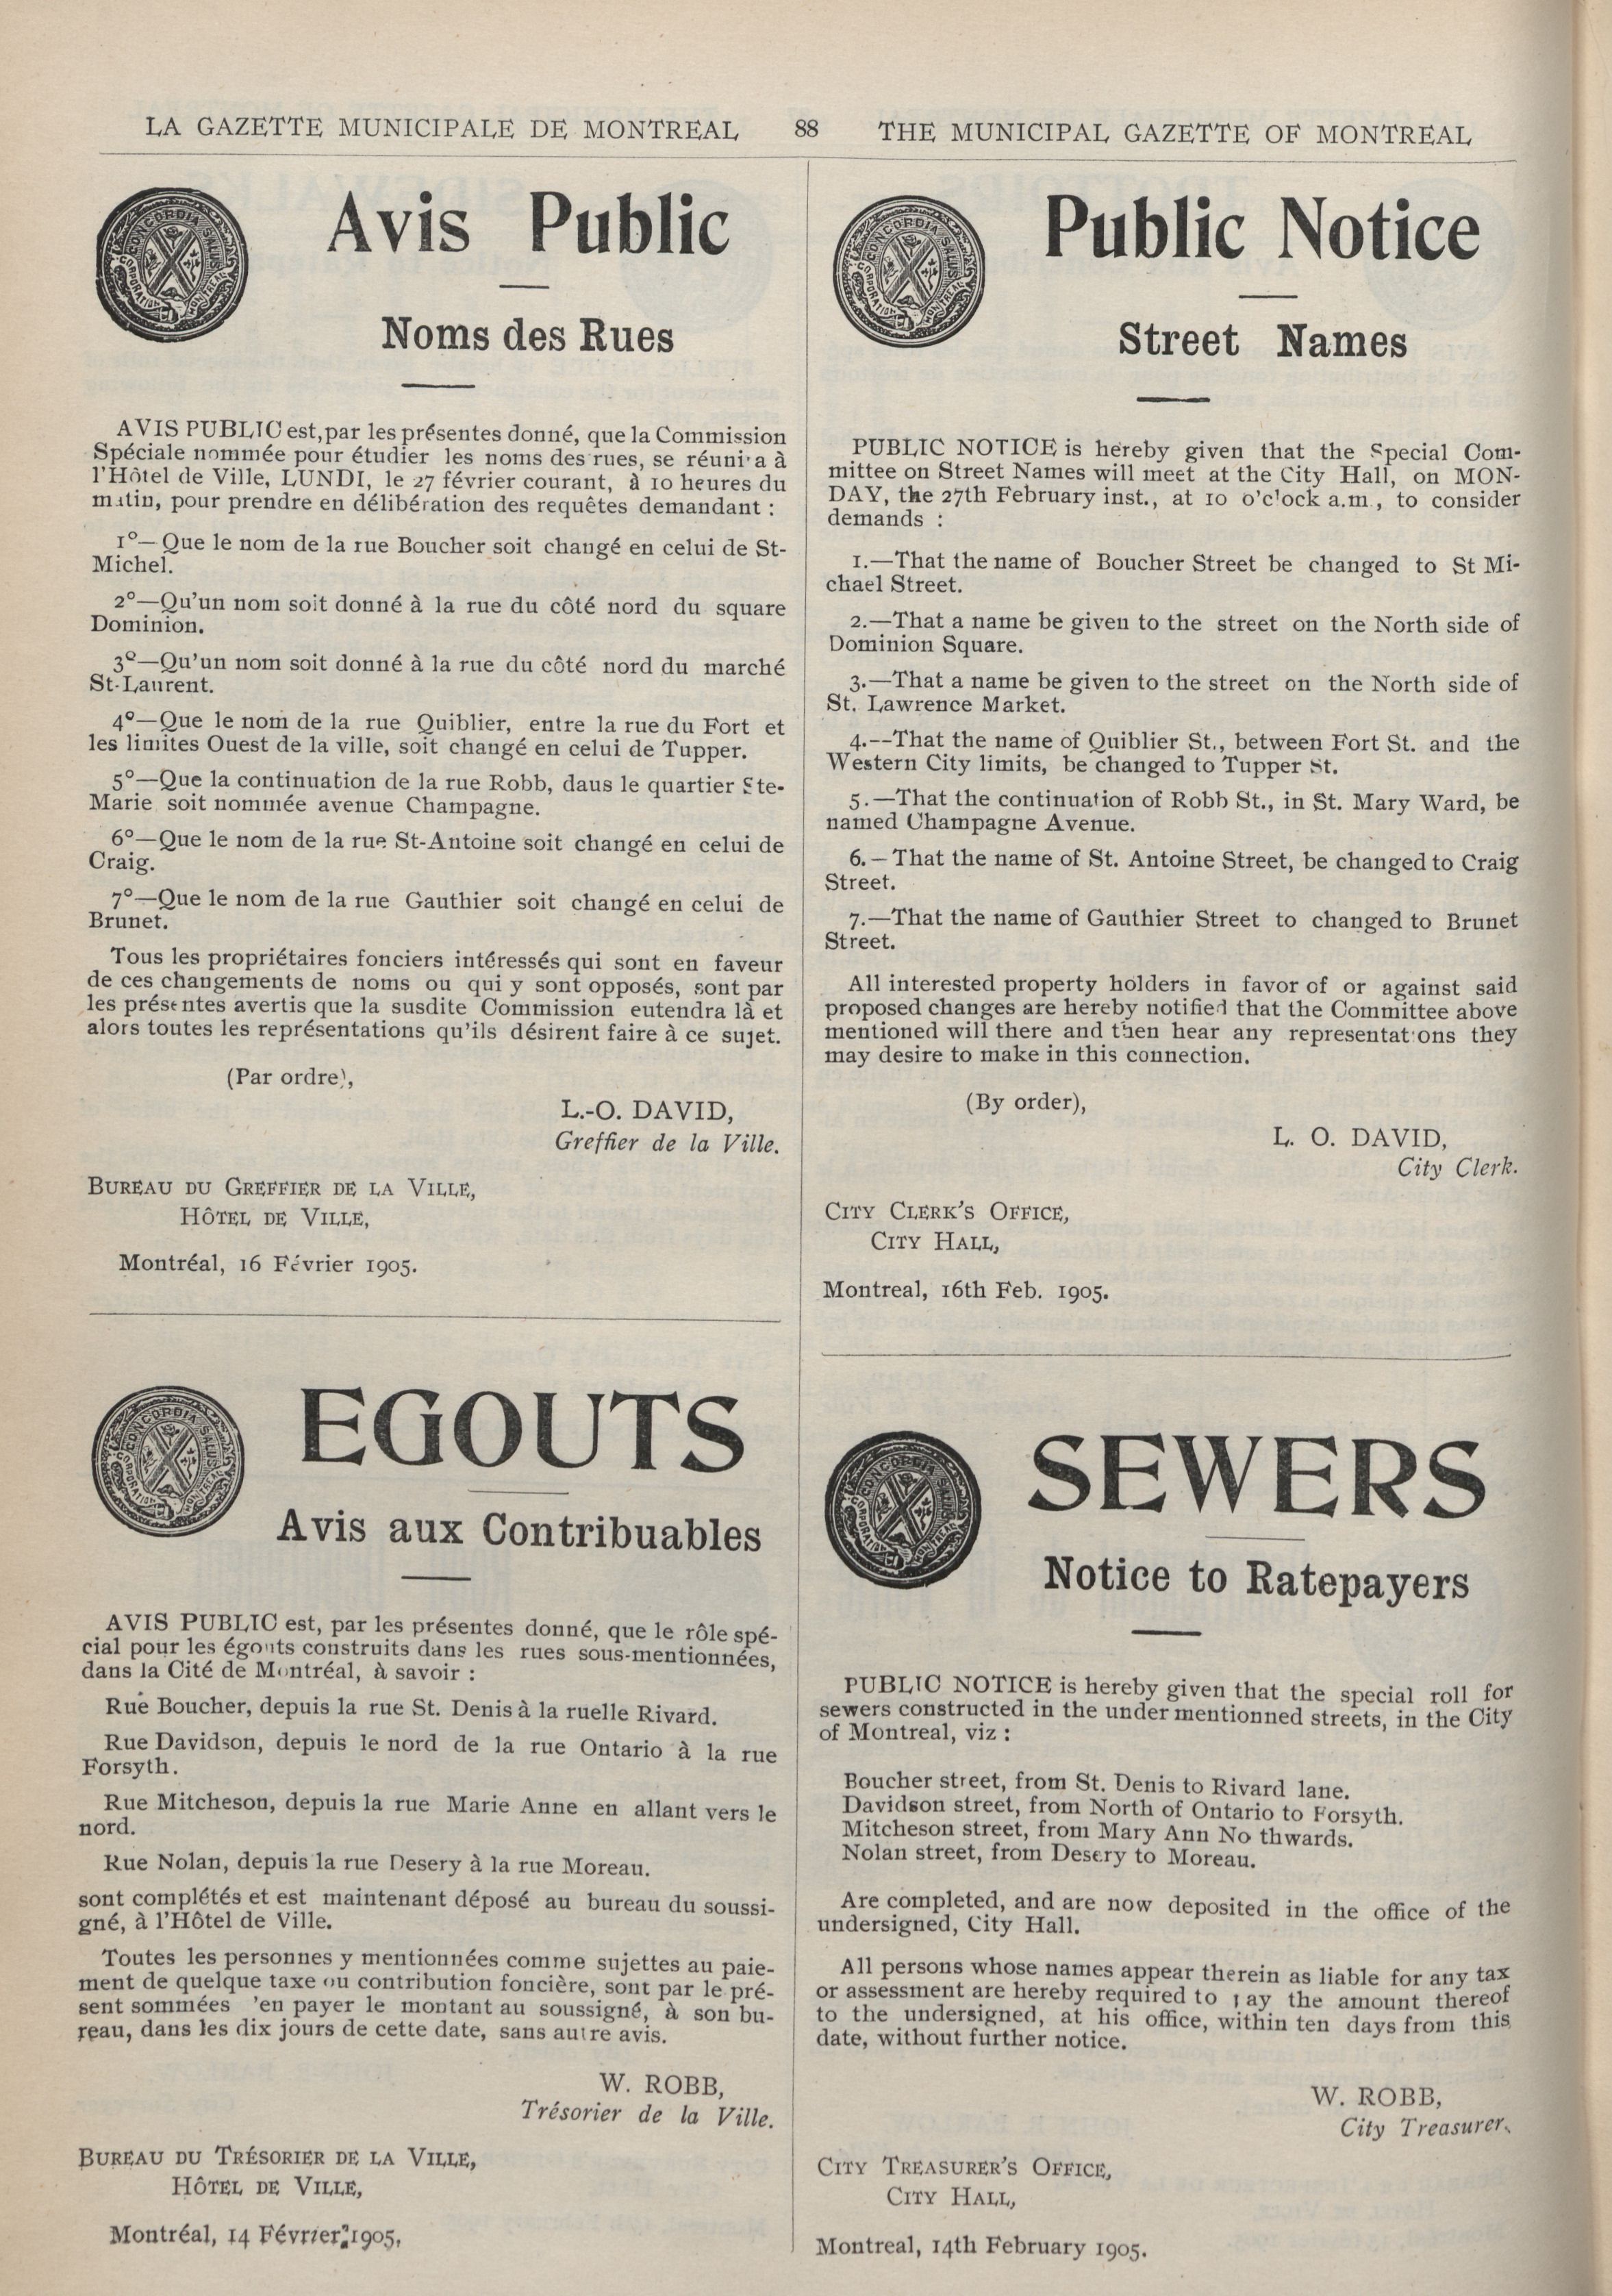 LA GAZETTE MUNICIPALE DE MONTREAL
88
THE MUNICIPAL GAZETTE OF MONTREAL
Avis Public
Noms des Rues
AVIS PUBLIC est, par les présentes donné, que la Commission
Spéciale nommée pour étudier les noms des rues, se réunira à
l'Hôtel de Ville, LUNDI, le 27 février courant, à 10 heures du
matin, pour prendre en délibération des requêtes demandant :
1º—Que le nom de la rue Boucher soit changé en celui de St-
Michel.
2º—Qu'un nom soit donné à la rue du côté nord du square
Dominion.
3º—Qu'un nom soit donné à la rue du côté nord du marché
St-Laurent.
4º—Que le nom de la rue Quiblier, entre la rue du Fort et
les limites Ouest de la ville, soit changé en celui de Tupper.
5º—Que la continuation de la rue Robb, daus le quartier Ste-
Marie soit nommée avenue Champagne.
6º—Que le nom de la rue St-Antoine soit changé en celui de
Craig.
7º—Que le nom de la rue Gauthier soit changé en celui de
Brunet.
Tous les propriétaires fonciers intéressés qui sont en faveur
de ces changements de noms ou qui y sont opposés, sont par
les présentes avertis que la susdite Commission eutendra là et
alors toutes les représentations qu'ils désirent faire à ce sujet.
(Par ordre),
L.-O. DAVID,
Greffier de la Ville.
BUREAU DU GREFFIER DE LA VILLE,
HÔTEL DE VILLE,
Montréal, 16 Février 1905.
EGOUTS
Avis aux Contribuables
AVIS PUBLIC est, par les présentes donné, que le rôle spé-
cial pour les égouts construits dans les rues sous-mentionnées,
dans la Cité de Montréal, à savoir :
Rue Boucher, depuis la rue St. Denis à la ruelle Rivard.
Rue Davidson, depuis le nord de la rue Ontario à la rue
Forsyth.
Rue Mitcheson, depuis la rue Marie Anne en allant vers le
nord.
Rue Nolan, depuis la rue Desery à la rue Moreau.
sont complétés et est maintenant déposé au bureau du soussi-
gné, à l'Hôtel de Ville.
Toutes les personnes y mentionnées comme sujettes au paie-
ment de quelque taxe ou contribution foncière, sont par le pré-
sent sommées 'en payer le montant au soussigné, à son bu-
reau, dans les dix jours de cette date, sans autre avis.
W. ROBB,
Trésorier de la Ville.
BUREAU DU TRÉSORIER DE LA VILLE,
HÔTEL DE VILLE,
Montréal, 14 Février 1905.
Public Notice
Street Names
PUBLIC NOTICE is hereby given that the Special Com-
mittee on Street Names will meet at the City Hall, on MON-
DAY, the 27th February inst., at 10 o'clock a.m., to consider
demands :
1.—That the name of Boucher Street be changed to St Mi-
chael Street.
2.—That a name be given to the street on the North side of
Dominion Square.
3.—That a name be given to the street on the North side of
St. Lawrence Market.
4.--That the name of Quiblier St., between Fort St. and the
Western City limits, be changed to Tupper St.
5.—That the continuation of Robb St., in St. Mary Ward, be
named Champagne Avenue.
6.—That the name of St. Antoine Street, be changed to Craig
Street.
7.—That the name of Gauthier Street to changed to Brunet
Street.
All interested property holders in favor of or against said
proposed changes are hereby notified that the Committee above
mentioned will there and then hear any representations they
may desire to make in this connection.
(By order),
L. O. DAVID,
City Clerk.
CITY CLERK'S OFFICE,
CITY HALL,
Montreal, 16th Feb. 1905.
SEWERS
Notice to Ratepayers
PUBLIC NOTICE is hereby given that the special roll for
sewers constructed in the under mentionned streets, in the City
of Montreal, viz :
Boucher street, from St. Denis to Rivard lane.
Davidson street, from North of Ontario to Forsyth.
Mitcheson street, from Mary Ann No thwards.
Nolan street, from Desery to Moreau.
Are completed, and are now deposited in the office of the
undersigned, City Hall.
All persons whose names appear therein as liable for any tax
or assessment are hereby required to pay the amount thereof
to the undersigned, at his office, within ten days from this
date, without further notice.
W. ROBB,
City Treasurer.
CITY TREASURER'S OFFICE,
CITY HALL,
Montreal, 14th February 1905.
CONCORDIA SALUS
CORPORATION MONTREAL
CONCORDIA SALUS
CORPORATION MONTREAL
CONCORDIA SALUS
CORPORATION MONTREAL
CONCORDIA SALUS
CORPORATION MONTREAL